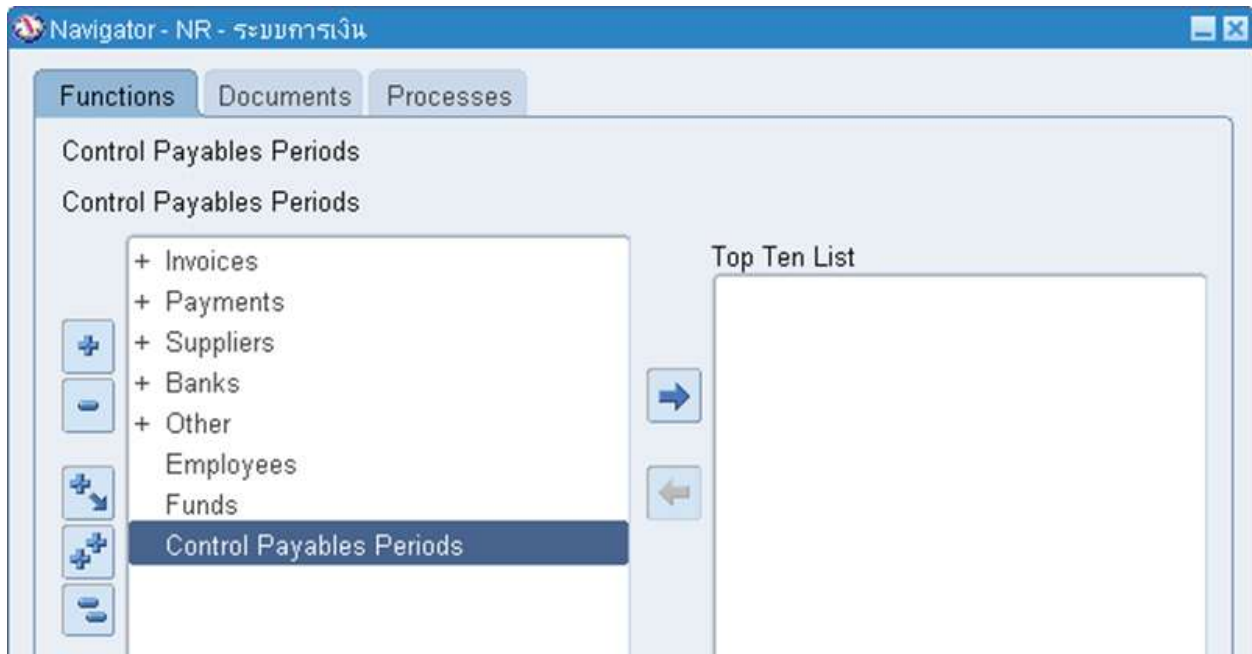 Navigator - NR - ระบบการเงิน
Functions Documents Processes
Control Payables Periods
Control Payables Periods
+ Invoices
+ Payments
+ Suppliers
+ Banks
+ Other
Employees
Funds
Control Payables Periods
Top Ten List